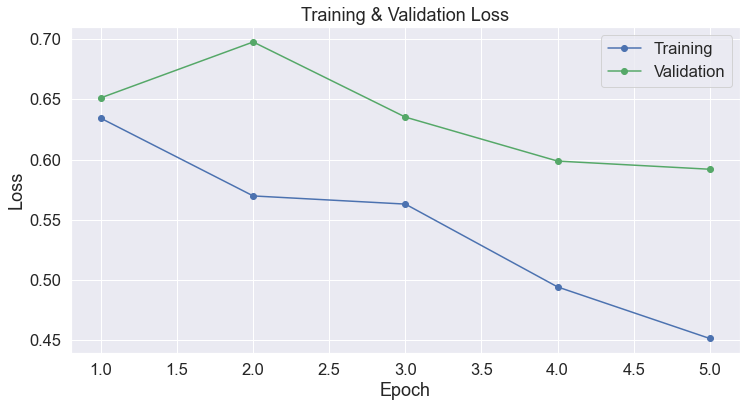 Training & Validation Loss
Training
Validation
0.70
0.65
0.60
0.55
0.50
0.45
Loss
1.0 1.5 2.0 2.5 3.0 3.5 4.0 4.5 5.0
Epoch